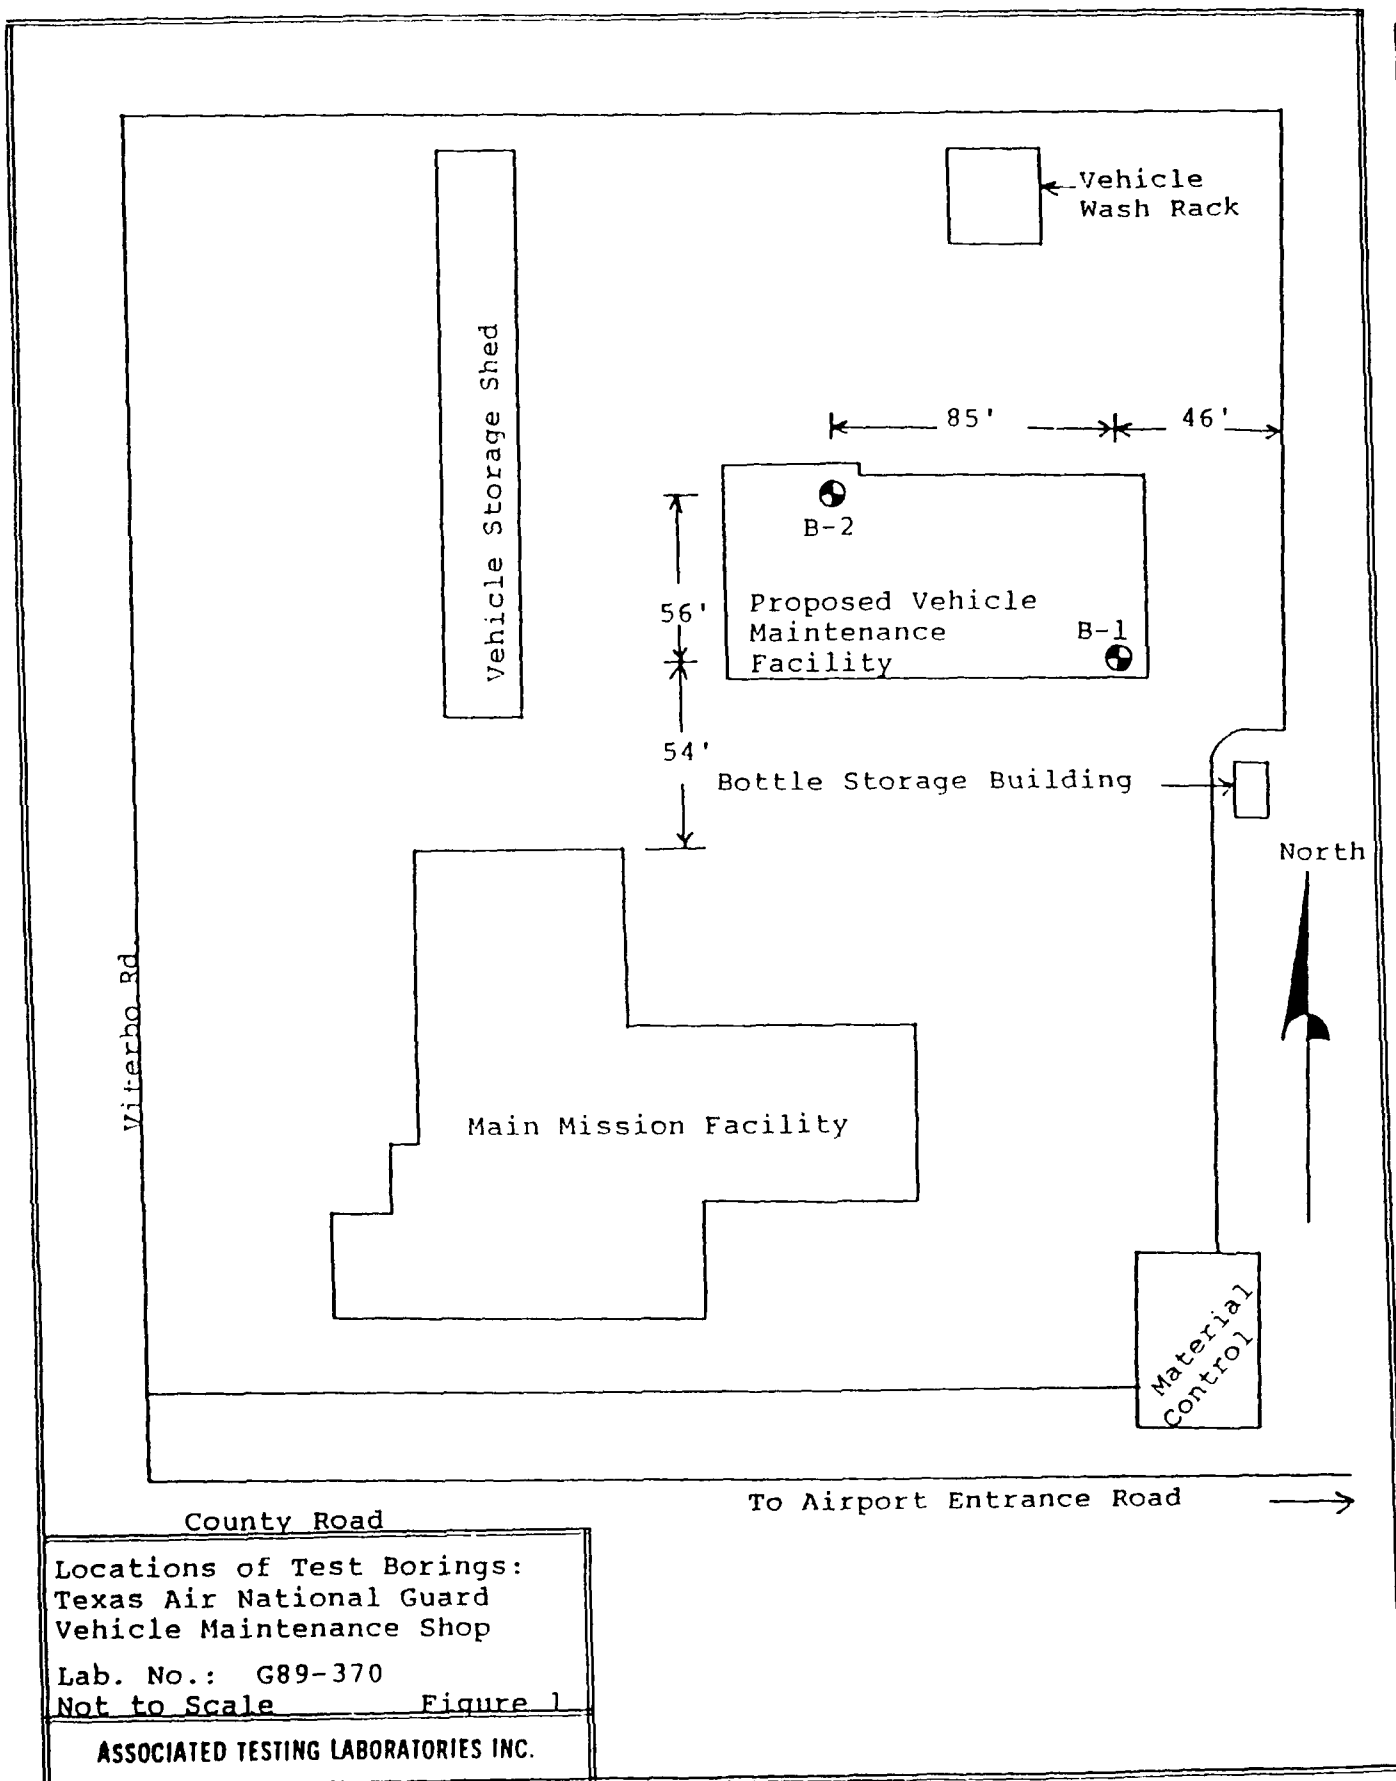 Vehicle
Wash Rack
Vehicle Storage Shed
85'
46'
B-2
56'
Proposed Vehicle
Maintenance
Facility
B-1
54'
Bottle Storage Building
North
Viterbo Rd.
Main Mission Facility
Material
Control
To Airport Entrance Road
County Road
Locations of Test Borings:
Texas Air National Guard
Vehicle Maintenance Shop
Lab. No.: G89-370
Not to Scale Figure 1
ASSOCIATED TESTING LABORATORIES INC.